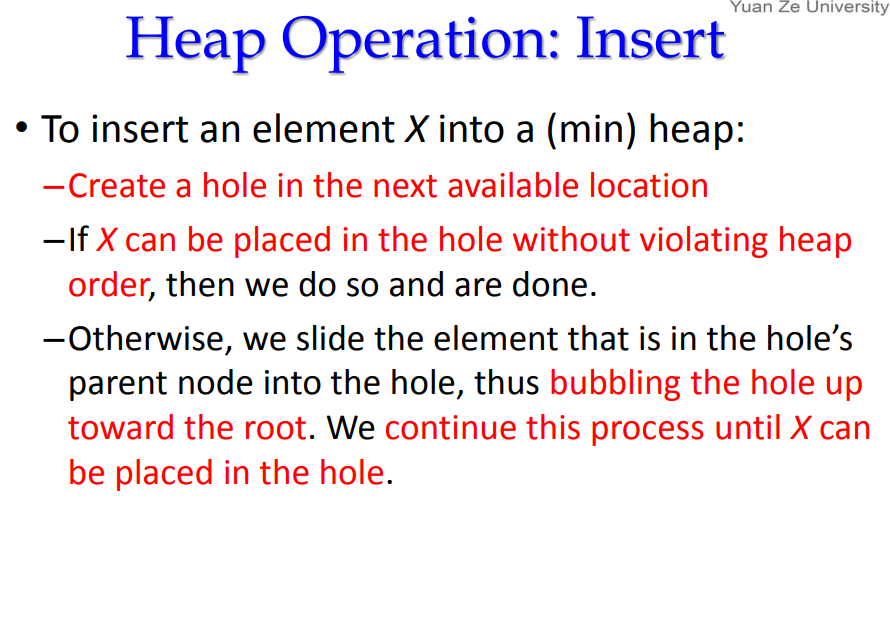 Yuan Ze University
Heap Operation: Insert
• To insert an element X into a (min) heap:
–Create a hole in the next available location
–If X can be placed in the hole without violating heap
order, then we do so and are done.
–Otherwise, we slide the element that is in the hole’s
parent node into the hole, thus bubbling the hole up
toward the root. We continue this process until X can
be placed in the hole.